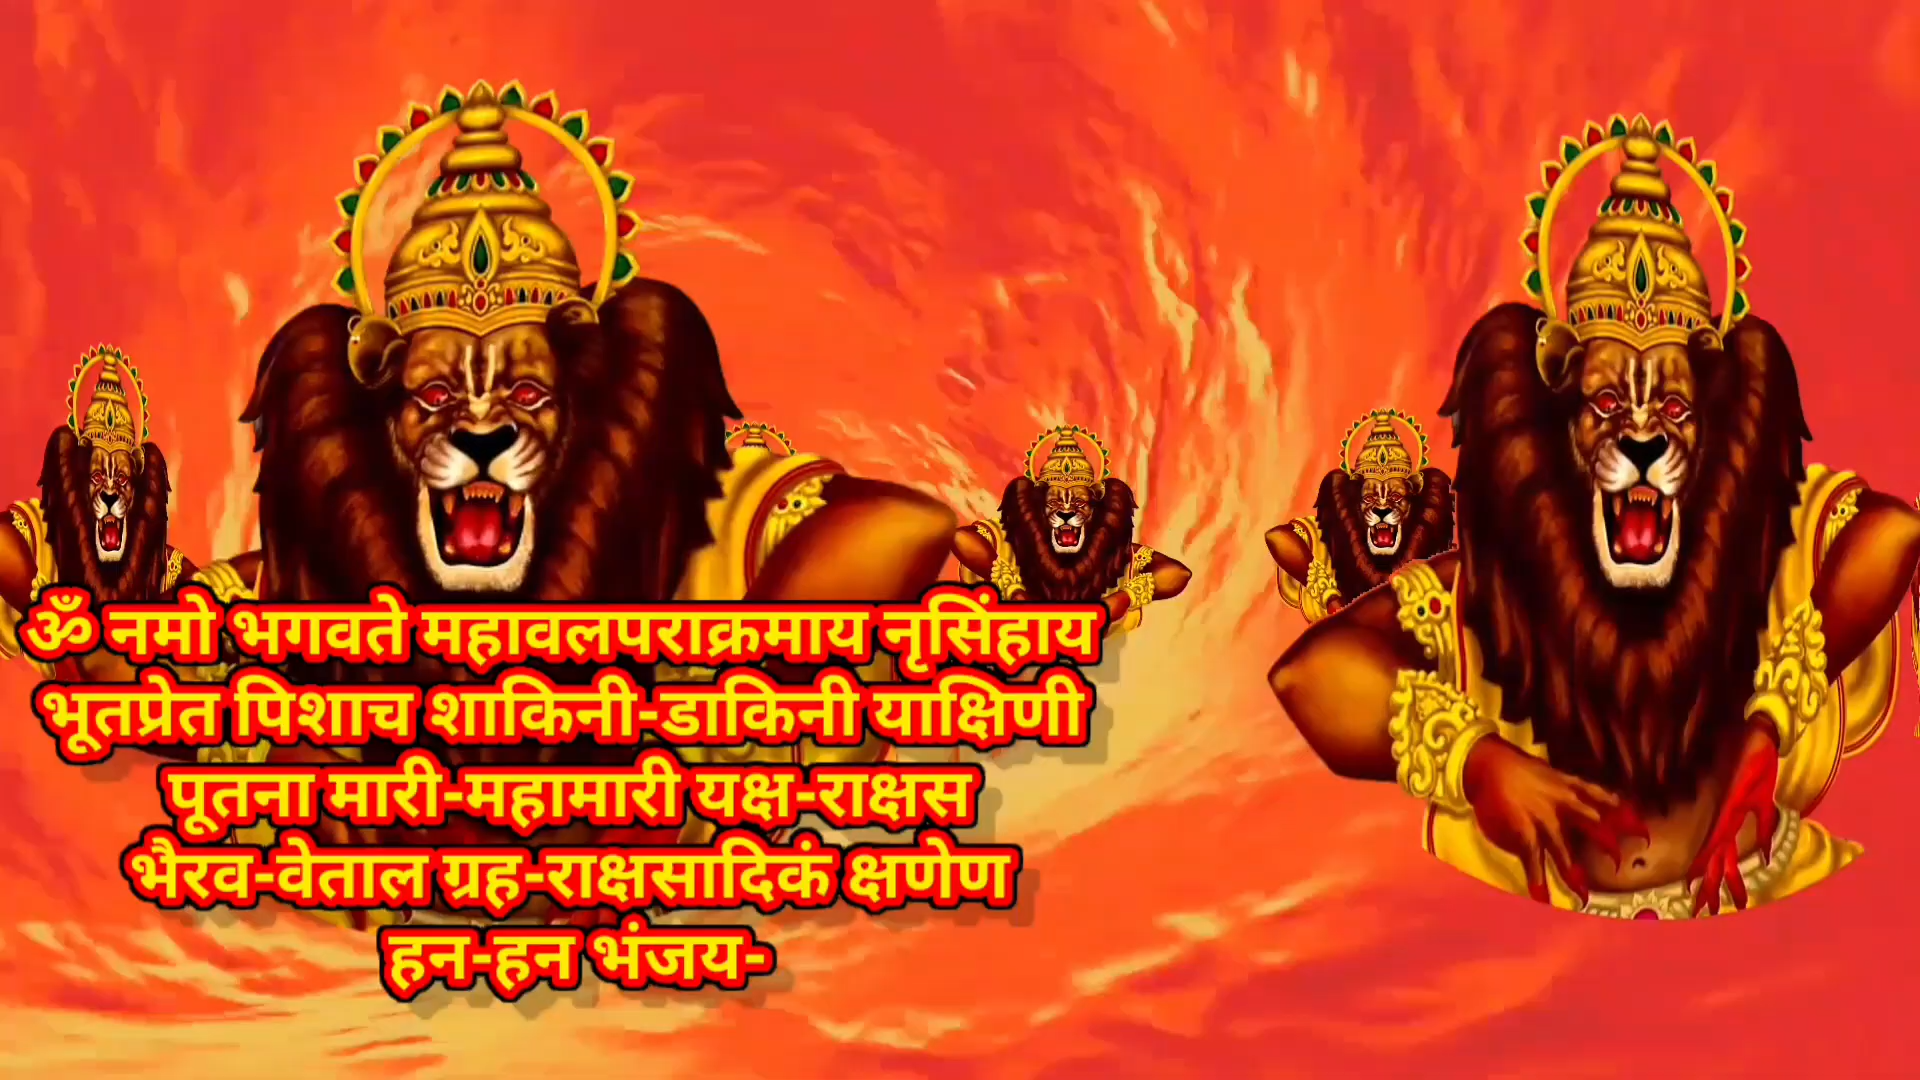 ॐ नमो भगवते महावलपराक्रमाय नृसिंहाय
भूतप्रेत पिशाच शाकिनी-डाकिनी याक्षिणी
पूतना मारी-महामारी यक्ष-राक्षस
भैरव-वेताल ग्रह-राक्षसादिकं क्षणेण
हन-हन भंजय-